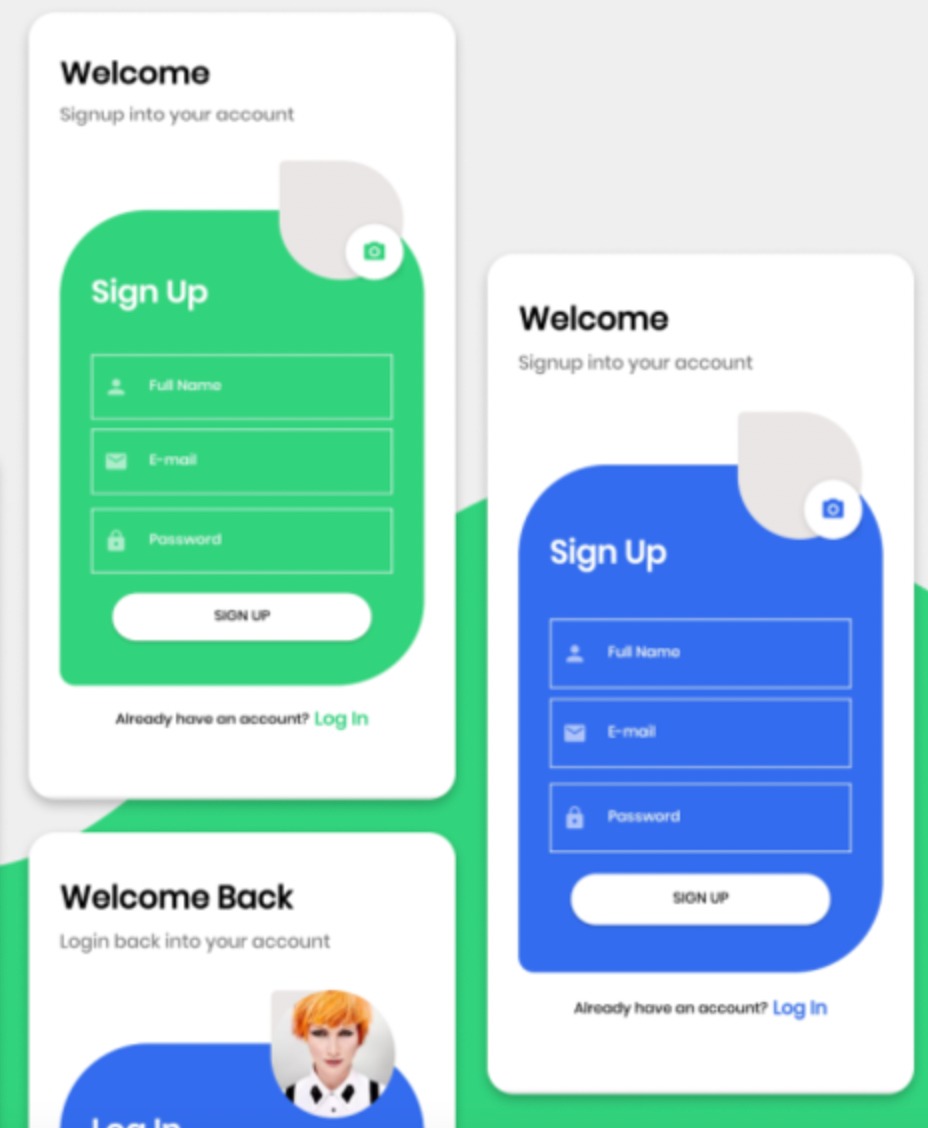 Welcome
Signup into your account
Sign Up
Full Name
E-mail
Password
SIGN UP
Already have an account? Log In
Welcome
Signup into your account
Sign Up
Full Name
E-mail
Password
SIGN UP
Already have an account? Log In
Welcome Back
Login back into your account
Log In